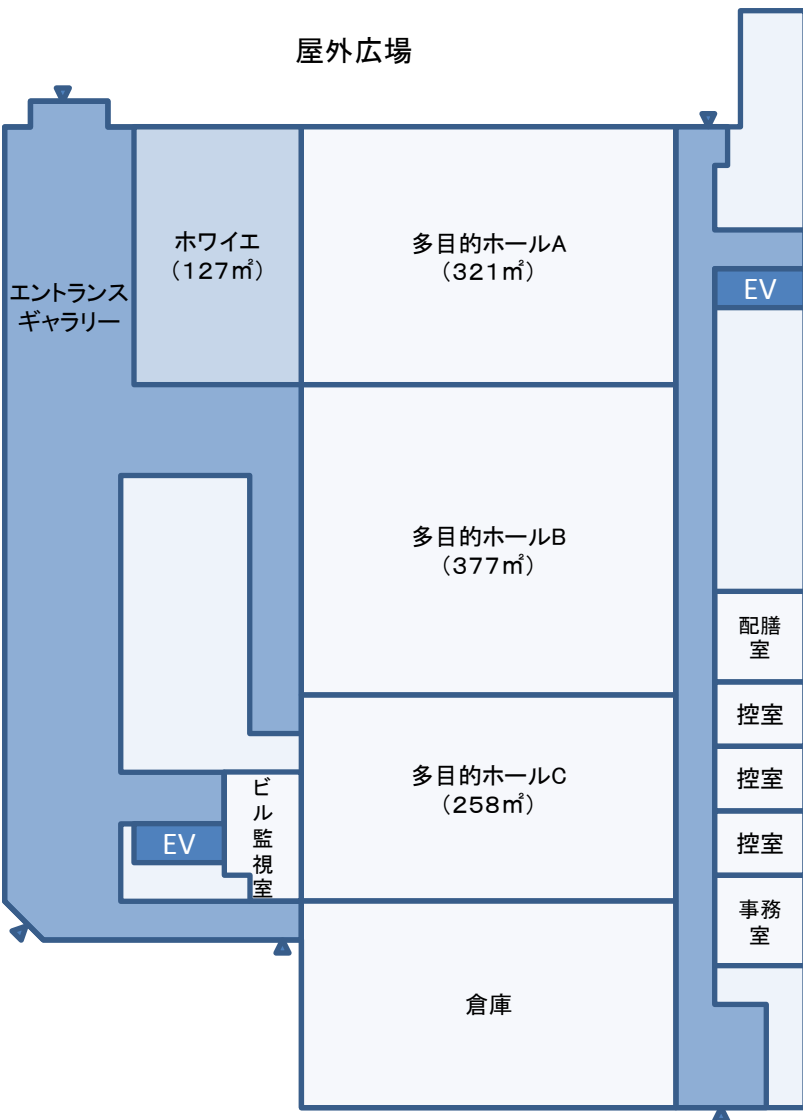 屋外広場
ホワイエ
（127㎡）
多目的ホールA
（321㎡）
エントランス
ギャラリー
EV
多目的ホールB
（377㎡）
配膳
室
控室
多目的ホールC
（258㎡）
控室
ビ
ル
監
視
室
EV
控室
事務
室
倉庫